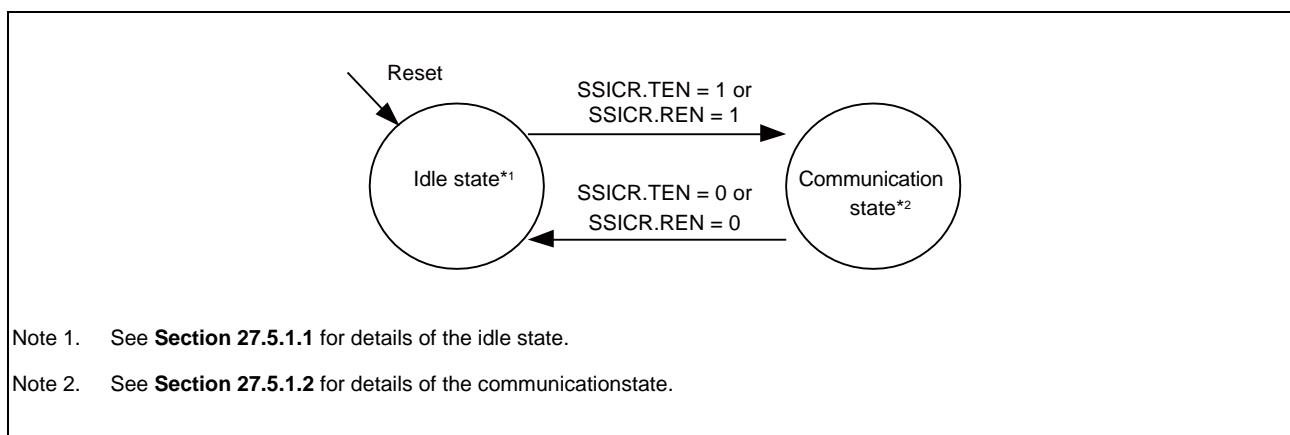 Reset
SSICR.TEN = 1 or
SSICR.REN = 1
Idle state*1
SSICR.TEN = 0 or
SSICR.REN = 0
Communication
state*2
Note 1. See Section 27.5.1.1 for details of the idle state.
Note 2. See Section 27.5.1.2 for details of the communicationstate.